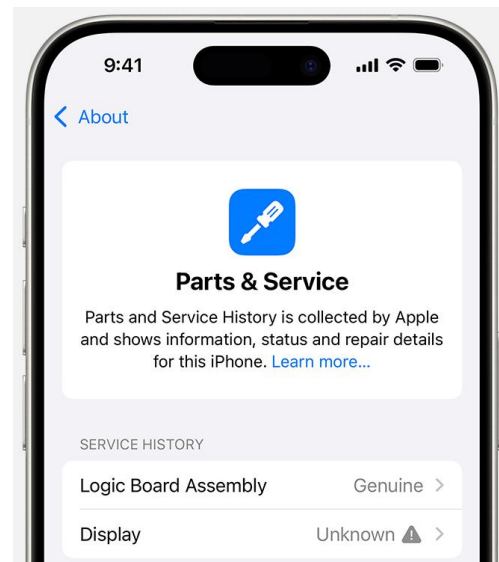 9:41
About
Parts & Service
Parts and Service History is collected by Apple
and shows information, status and repair details
for this iPhone. Learn more...
SERVICE HISTORY
Logic Board Assembly Genuine
Display Unknown